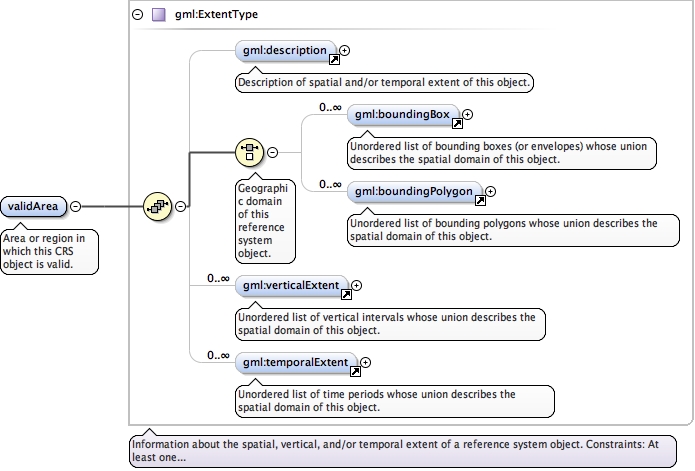 gml:ExtentType
gml:description
Description of spatial and/or temporal extent of this object.
0..∞
gml:boundingBox
Unordered list of bounding boxes (or envelopes) whose union
describes the spatial domain of this object.
Geographi
c domain
of this
reference
system
object.
0..∞
gml:boundingPolygon
Unordered list of bounding polygons whose union describes the
spatial domain of this object.
validArea
Area or region in
which this CRS
object is valid.
0..∞
gml:verticalExtent
Unordered list of vertical intervals whose union describes the
spatial domain of this object.
0..∞
gml:temporalExtent
Unordered list of time periods whose union describes the
spatial domain of this object.
Information about the spatial, vertical, and/or temporal extent of a reference system object. Constraints: At
least one...